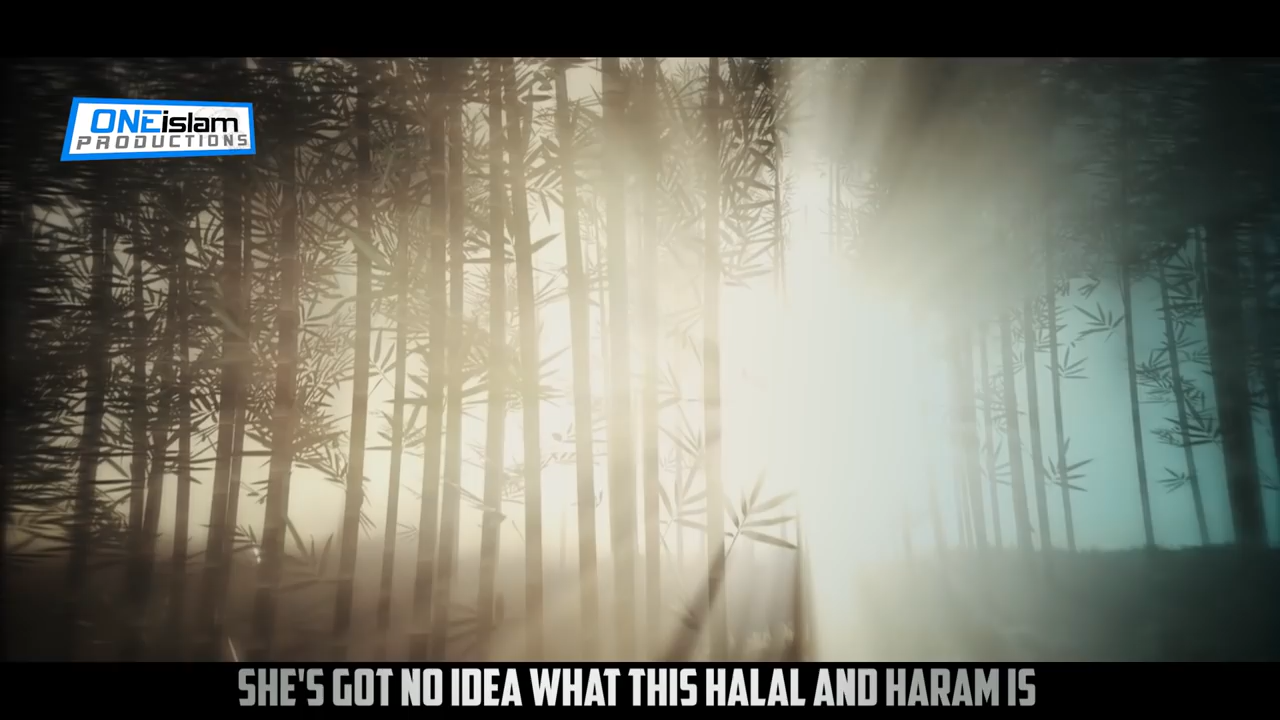 ONEislam
PRODUCTIONS
SHE'S GOT NO IDEA WHAT THIS HALAL AND HARAM IS